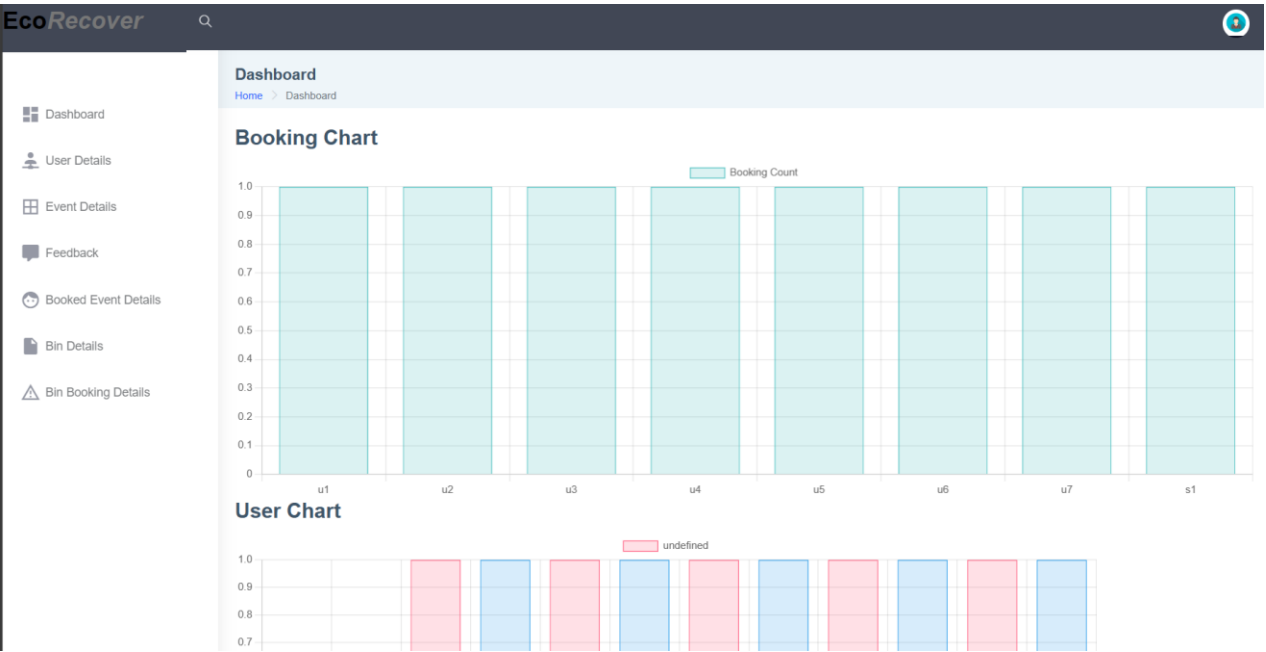 EcoRecover
Dashboard
Home > Dashboard
Dashboard
User Details
Event Details
Feedback
Booked Event Details
Bin Details
Bin Booking Details
Booking Chart
Booking Count
1.0
0.9
0.8
0.7
0.6
0.5
0.4
0.3
0.2
0.1
0
u1 u2 u3 u4 u5 u6 u7 s1
User Chart
undefined
1.0
0.9
0.8
0.7